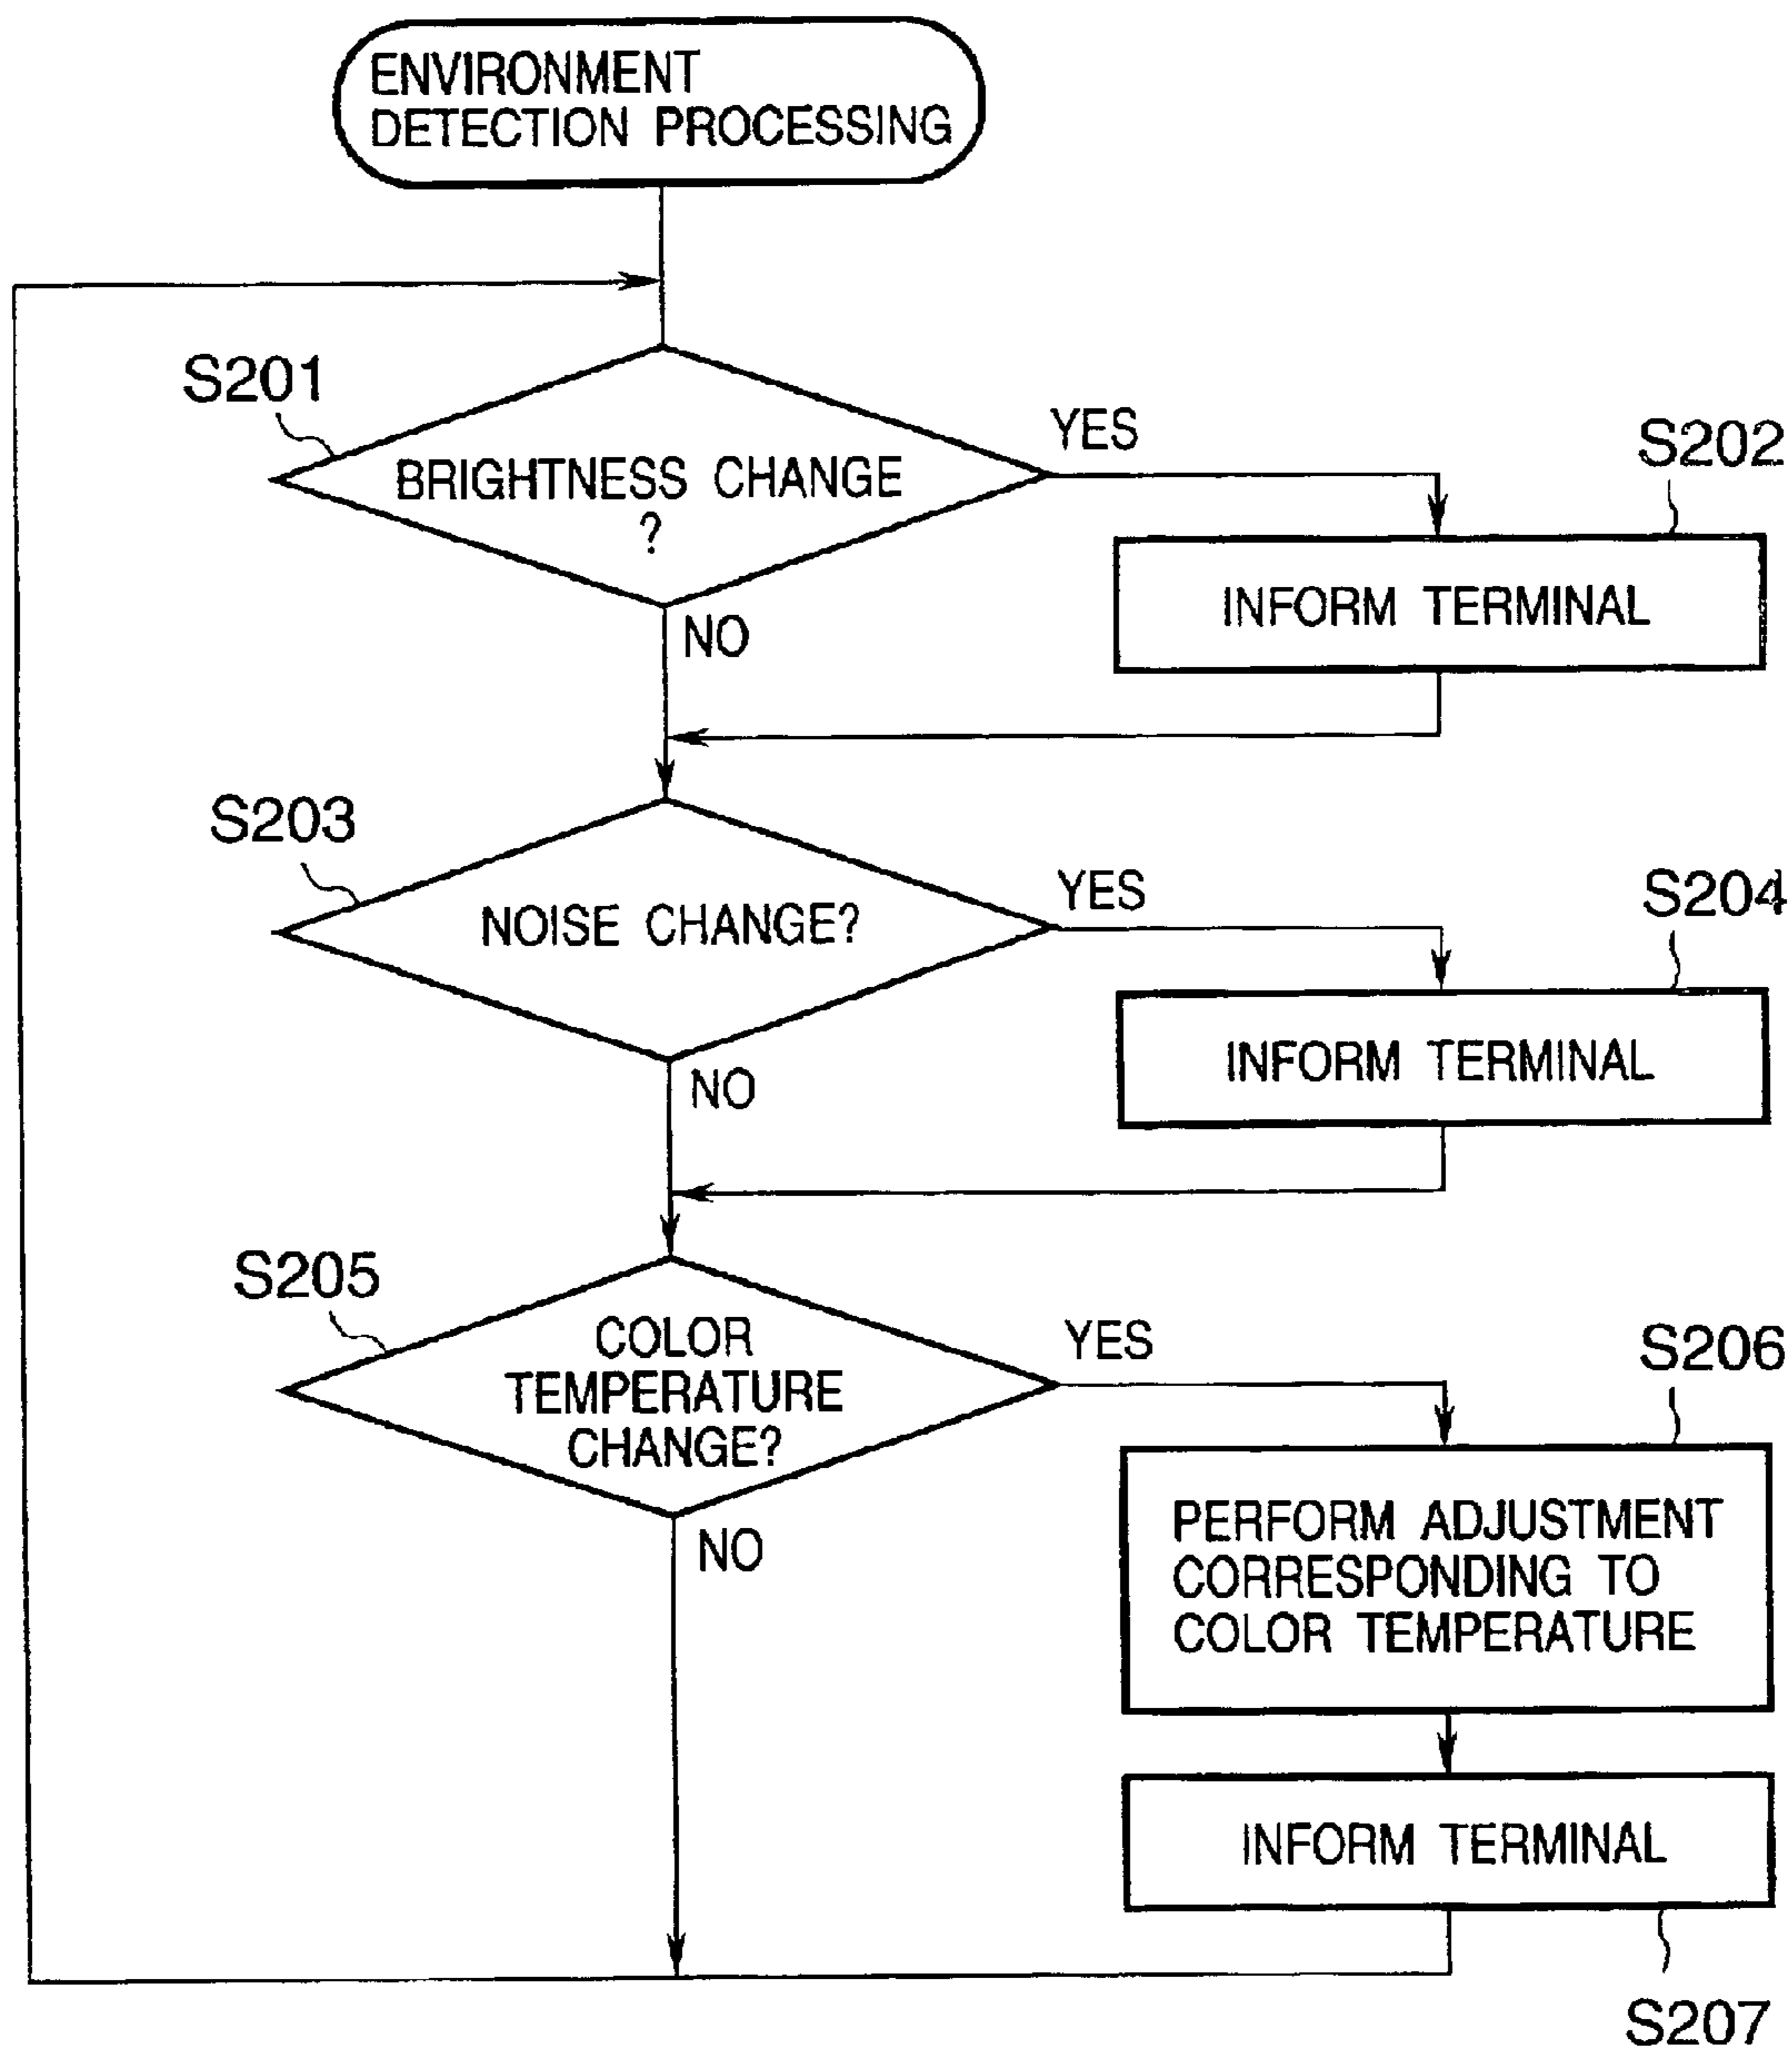 ENVIRONMENT
DETECTION PROCESSING
S201
BRIGHTNESS CHANGE
?
YES
NO
S202
INFORM TERMINAL
S203
NOISE CHANGE?
YES
NO
S204
INFORM TERMINAL
S205
COLOR
TEMPERATURE
CHANGE?
YES
NO
S206
PERFORM ADJUSTMENT
CORRESPONDING TO
COLOR TEMPERATURE
INFORM TERMINAL
S207